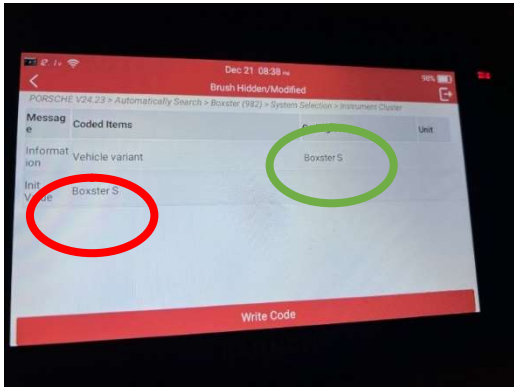 Dec 21 08:38 PM
98%
Brush Hidden/Modified
PORSCHE V24.23 > Automatically Search > Boxster (982) > System Selection > Instrument Cluster
Messag
e
Coded Items
Unit
Informat
ion
Vehicle variant
Boxster S
Init
Value
Boxster S
Write Code